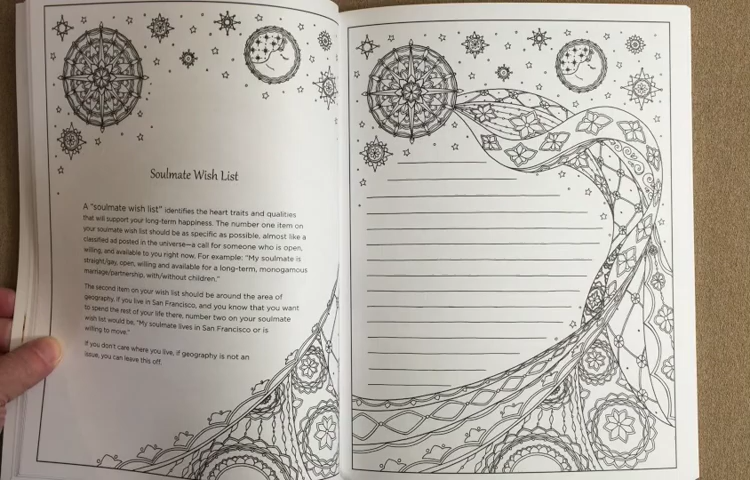 Soulmate Wish List
A "soulmate wish list" identifies the heart traits and qualities
that will support your long-term happiness. The number one item on
your soulmate wish list should be as specific as possible, almost like a
classified ad posted in the universe—a call for someone who is open,
willing, and available to you right now. For example: "My soulmate is
straight/gay, open, willing and available for a long-term, monogamous
marriage/partnership, with/without children."
The second item on your wish list should be around the area of
geography. If you live in San Francisco, and you know that you want
to spend the rest of your life there, number two on your soulmate
wish list would be, "My soulmate lives in San Francisco or is
willing to move."
If you don't care where you live, if geography is not an
issue, you can leave this off.